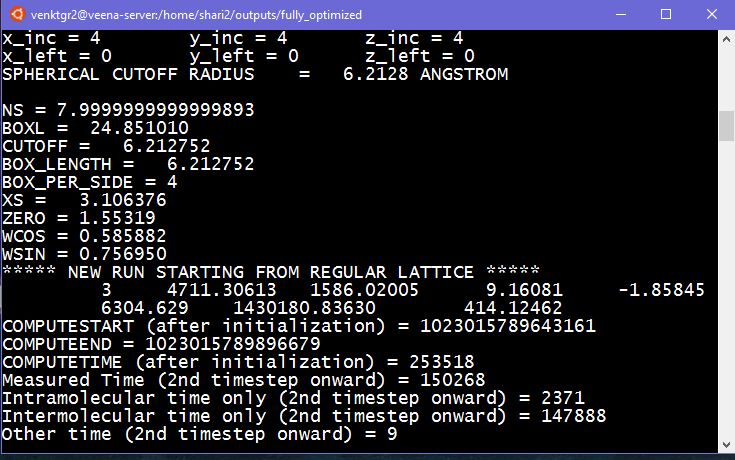 venktgr2@veena-server:/home/shari2/outputs/fully_optimized
x_inc = 4 y_inc = 4 z_inc = 4
x_left = 0 y_left = 0 z_left = 0
SPHERICAL CUTOFF RADIUS = 6.2128 ANGSTROM
NS = 7.9999999999999893
BOXL = 24.851010
CUTOFF = 6.212752
BOX_LENGTH = 6.212752
BOX_PER_SIDE = 4
XS = 3.106376
ZERO = 1.55319
WCOS = 0.585882
WSIN = 0.756950
***** NEW RUN STARTING FROM REGULAR LATTICE *****
3 4711.30613 1586.02005 9.16081 -1.85845
6304.629 1430180.83630 414.12462
COMPUTESTART (after initialization) = 1023015789643161
COMPUTEEND = 1023015789896679
COMPUTETIME (after initialization) = 253518
Measured Time (2nd timestep onward) = 150268
Intramolecular time only (2nd timestep onward) = 2371
Intermolecular time only (2nd timestep onward) = 147888
Other time (2nd timestep onward) = 9